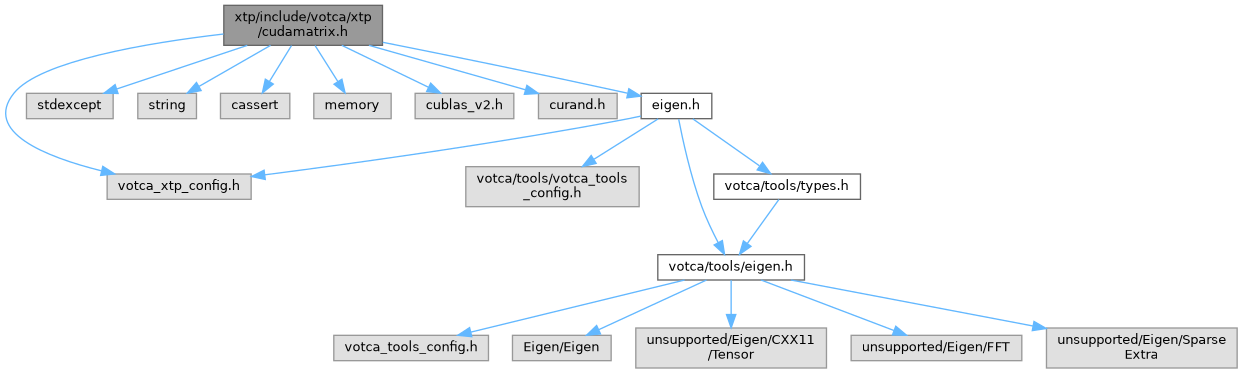 xtp/include/votca/xtp
/cudamatrix.h
stdexcept
string
cassert
memory
cublas_v2.h
curand.h
eigen.h
votca_xtp_config.h
votca/tools/votca_tools
_config.h
votca/tools/types.h
votca/tools/eigen.h
votca_tools_config.h
Eigen/Eigen
unsupported/Eigen/CXX11
/Tensor
unsupported/Eigen/FFT
unsupported/Eigen/Sparse
Extra